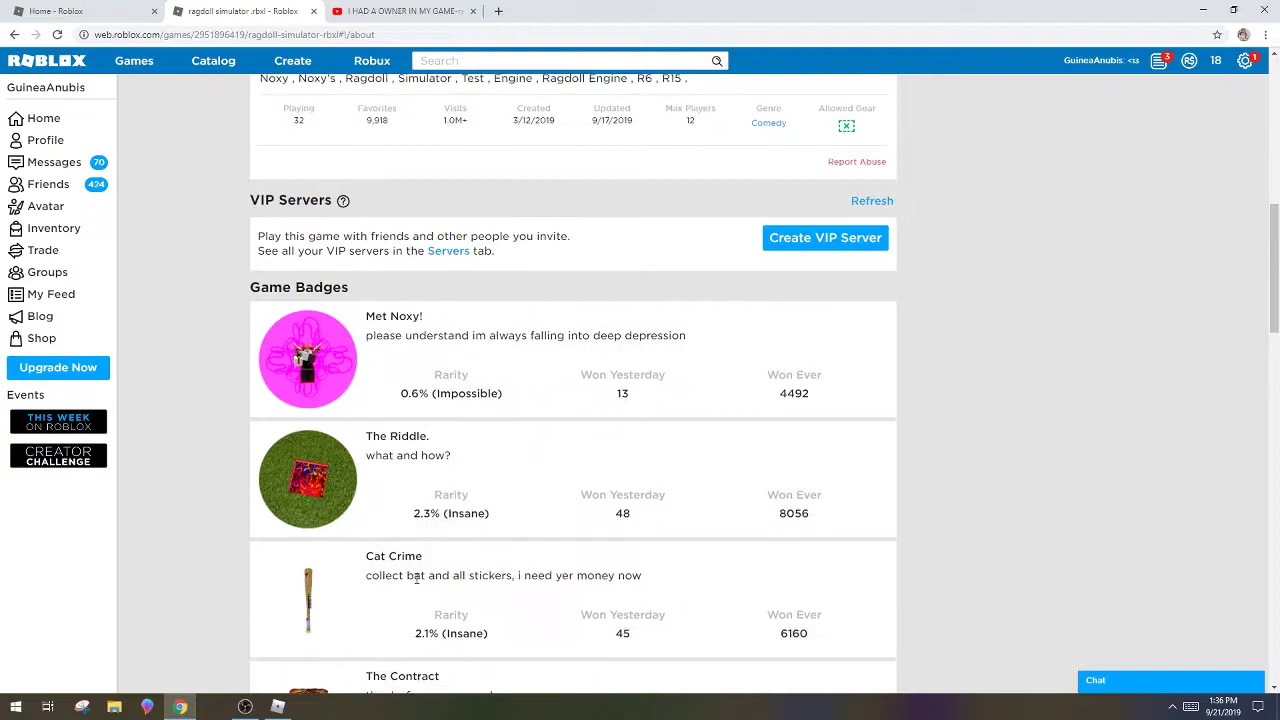 Home - Roblox
ragdoll simulator.rbxl - Roblox
I HAD A OWNER IN MY GAME-
web.roblox.com/games/2951896419/ragdoll-simulator-rbxl#!/about
ROBLOX
Games
Catalog
Create
Robux
Search
GuineaAnubis: <13
3
R$
18
1
GuineaAnubis
Home
Profile
Messages 70
Friends 424
Avatar
Inventory
Trade
Groups
My Feed
Blog
Shop
Upgrade Now
Events
THIS WEEK
ON ROBLOX
CREATOR
CHALLENGE
Noxy , Noxy's , Ragdoll , Simulator , Test , Engine , Ragdoll Engine , R6 , R15 ,
Playing Favorites Visits Created Updated Max Players Genre Allowed Gear
32 9,918 1.0M+ 3/12/2019 9/17/2019 12 Comedy
Report Abuse
VIP Servers
Refresh
Play this game with friends and other people you invite.
See all your VIP servers in the Servers tab.
Create VIP Server
Game Badges
Met Noxy!
please understand im always falling into deep depression
Rarity Won Yesterday Won Ever
0.6% (Impossible) 13 4492
The Riddle.
what and how?
Rarity Won Yesterday Won Ever
2.3% (Insane) 48 8056
Cat Crime
collect bat and all stickers, i need yer money now
Rarity Won Yesterday Won Ever
2.1% (Insane) 45 6160
The Contract
Chat
1:36 PM
9/21/2019